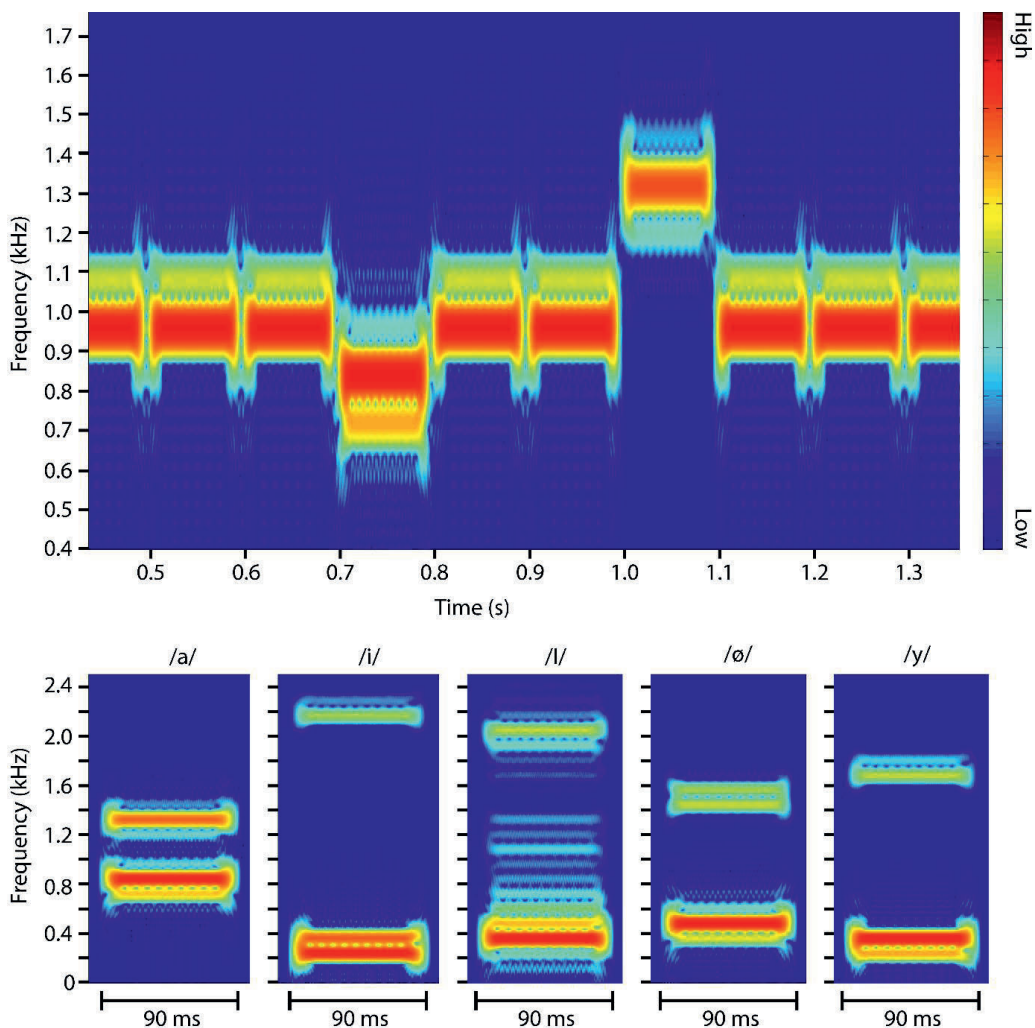 High
1.7
1.6
1.5
1.4
1.3
1.2
1.1
1.0
0.9
0.8
0.7
0.6
0.5
0.4
Frequency (kHz)
Low
0.5 0.6 0.7 0.8 0.9 1.0 1.1 1.2 1.3
Time (s)
/a/ /i/ /I/ /ø/ /y/
2.4
2.0
1.6
1.2
0.8
0.4
0
Frequency (kHz)
90 ms 90 ms 90 ms 90 ms 90 ms